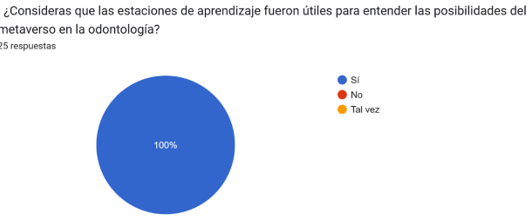 ¿Consideras que las estaciones de aprendizaje fueron útiles para entender las posibilidades del
metaverso en la odontología?
25 respuestas
100%
Sí
No
Tal vez